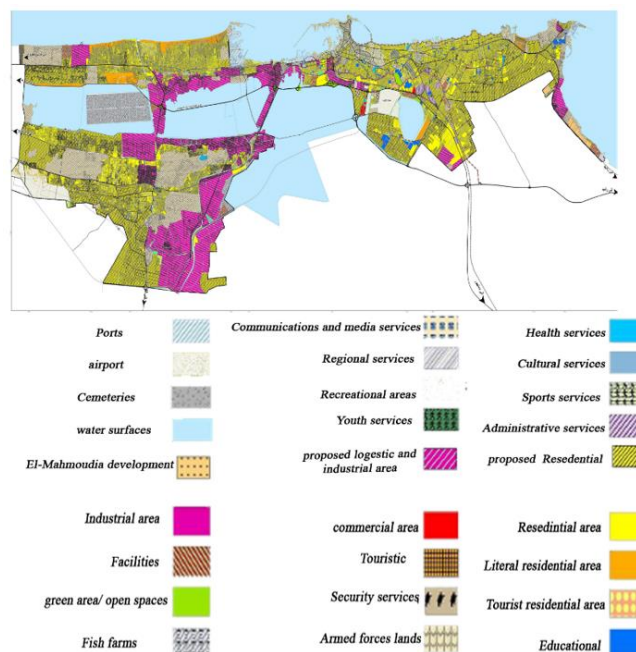 Ports
Communications and media services
Health services
airport
Regional services
Cultural services
Cemeteries
Recreational areas
Sports services
water surfaces
Youth services
Administrative services
El-Mahmoudia development
proposed logestic and
industrial area
proposed Resedential
Industrial area
commercial area
Resedintial area
Facilities
Touristic
Literal residential area
green area/ open spaces
Security services
Tourist residential area
Fish farms
Armed forces lands
Educational